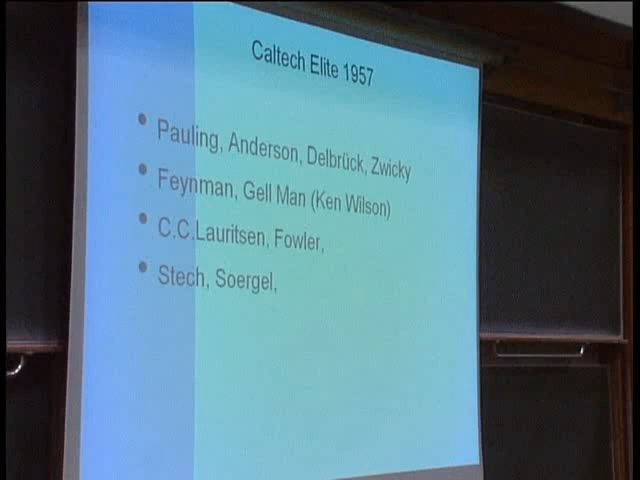 Caltech Elite 1957
• Pauling, Anderson, Delbrück, Zwicky
• Feynman, Gell Man (Ken Wilson)
• C.C.Lauritsen, Fowler,
• Stech, Soergel,